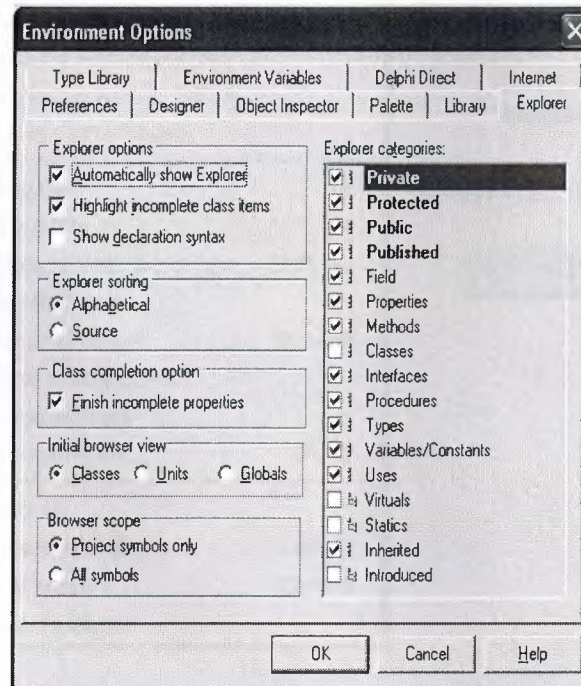 Environment Options
Type Library
Environment Variables
Delphi Direct
Internet
Preferences
Designer
Object Inspector
Palette
Library
Explorer
Explorer options
Automatically show Explorer
Highlight incomplete class items
Show declaration syntax
Explorer sorting
Alphabetical
Source
Class completion option
Finish incomplete properties
Initial browser view
Classes
Units
Globals
Browser scope
Project symbols only
All symbols
Explorer categories:
Private
Protected
Public
Published
Field
Properties
Methods
Classes
Interfaces
Procedures
Types
Variables/Constants
Uses
Virtuals
Statics
Inherited
Introduced
OK
Cancel
Help